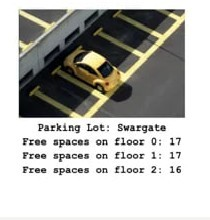 Parking Lot: Swargate
Free spaces on floor 0: 17
Free spaces on floor 1: 17
Free spaces on floor 2: 16